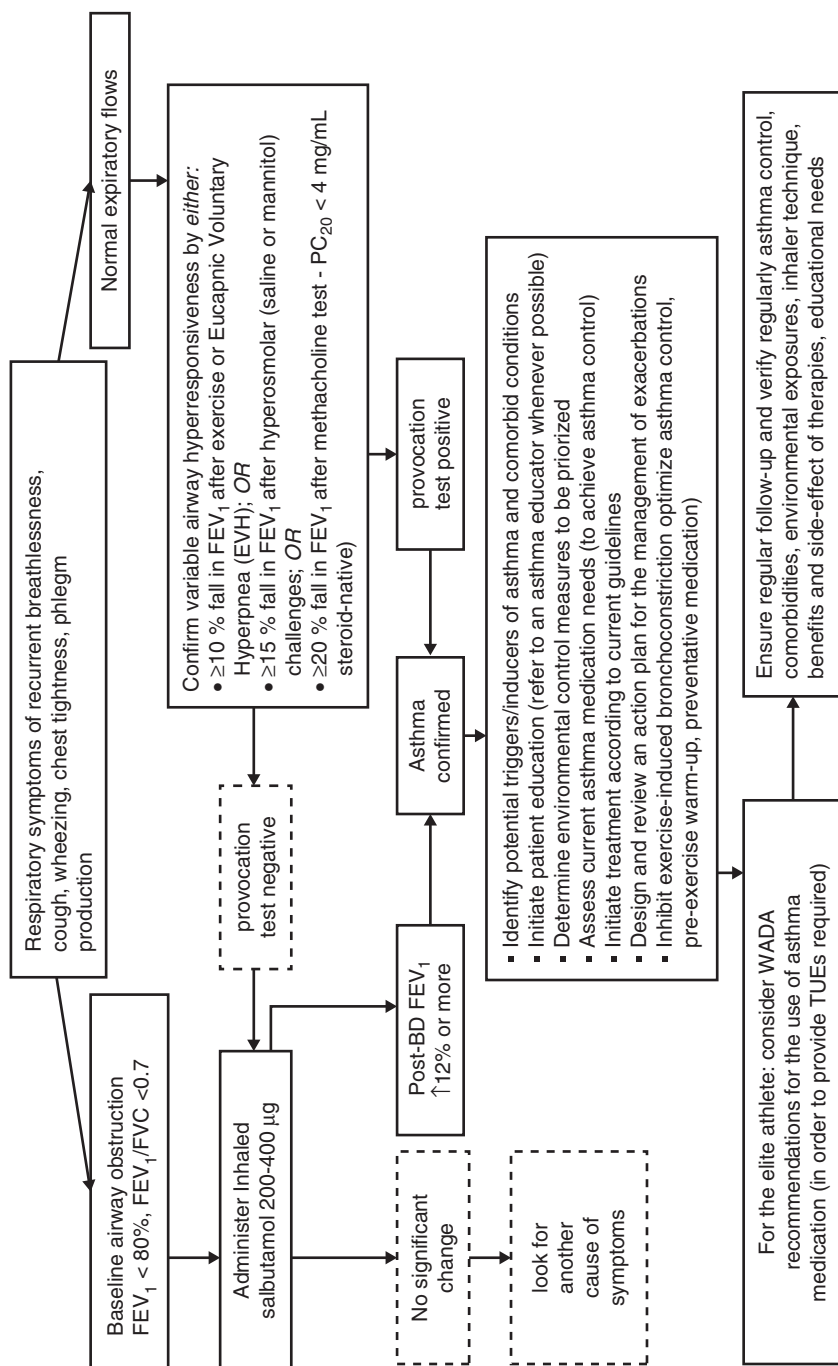 Respiratory symptoms of recurrent breathlessness,
cough, wheezing, chest tightness, phlegm
production
Baseline airway obstruction
FEV1 < 80%, FEV1/FVC <0.7
Normal expiratory flows
Confirm variable airway hyperresponsiveness by either:
• ≥10 % fall in FEV1 after exercise or Eucapnic Voluntary
Hyperpnea (EVH); OR
• ≥15 % fall in FEV1 after hyperosmolar (saline or mannitol)
challenges; OR
• ≥20 % fall in FEV1 after methacholine test - PC20 < 4 mg/mL
steroid-native)
Administer Inhaled
salbutamol 200-400 µg
provocation
test negative
No significant
change
Post-BD FEV1
↑12% or more
Asthma
confirmed
provocation
test positive
look for
another
cause of
symptoms
▪ Identify potential triggers/inducers of asthma and comorbid conditions
▪ Initiate patient education (refer to an asthma educator whenever possible)
▪ Determine environmental control measures to be priorized
▪ Assess current asthma medication needs (to achieve asthma control)
▪ Initiate treatment according to current guidelines
▪ Design and review an action plan for the management of exacerbations
▪ Inhibit exercise-induced bronchoconstriction optimize asthma control,
pre-exercise warm-up, preventative medication)
For the elite athlete: consider WADA
recommendations for the use of asthma
medication (in order to provide TUEs required)
Ensure regular follow-up and verify regularly asthma control,
comorbidities, environmental exposures, inhaler technique,
benefits and side-effect of therapies, educational needs